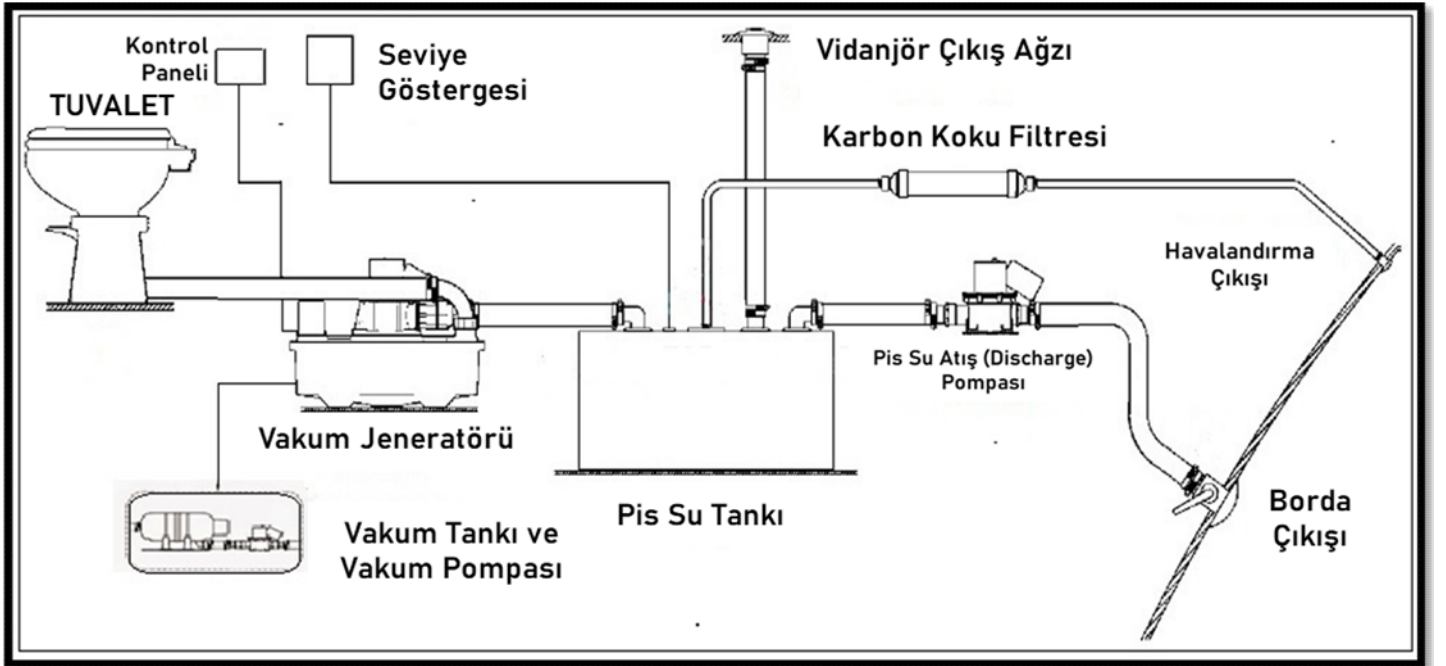 Kontrol
Paneli
Seviye
Göstergesi
Vidanjör Çıkış Ağzı
TUVALET
Karbon Koku Filtresi
Havalandırma
Çıkışı
Pis Su Atış (Discharge)
Pompası
Vakum Jeneratörü
Pis Su Tankı
Borda
Çıkışı
Vakum Tankı ve
Vakum Pompası